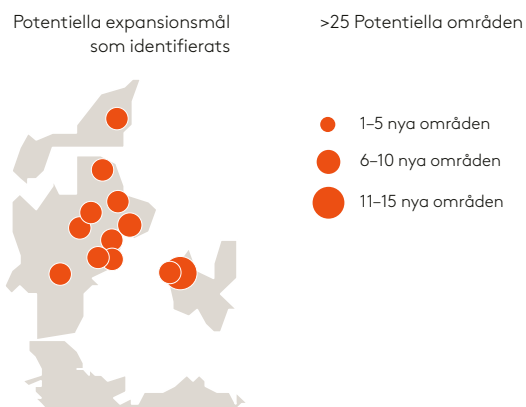 Potentiella expansionsmål
som identifierats
>25 Potentiella områden
1–5 nya områden
6–10 nya områden
11–15 nya områden